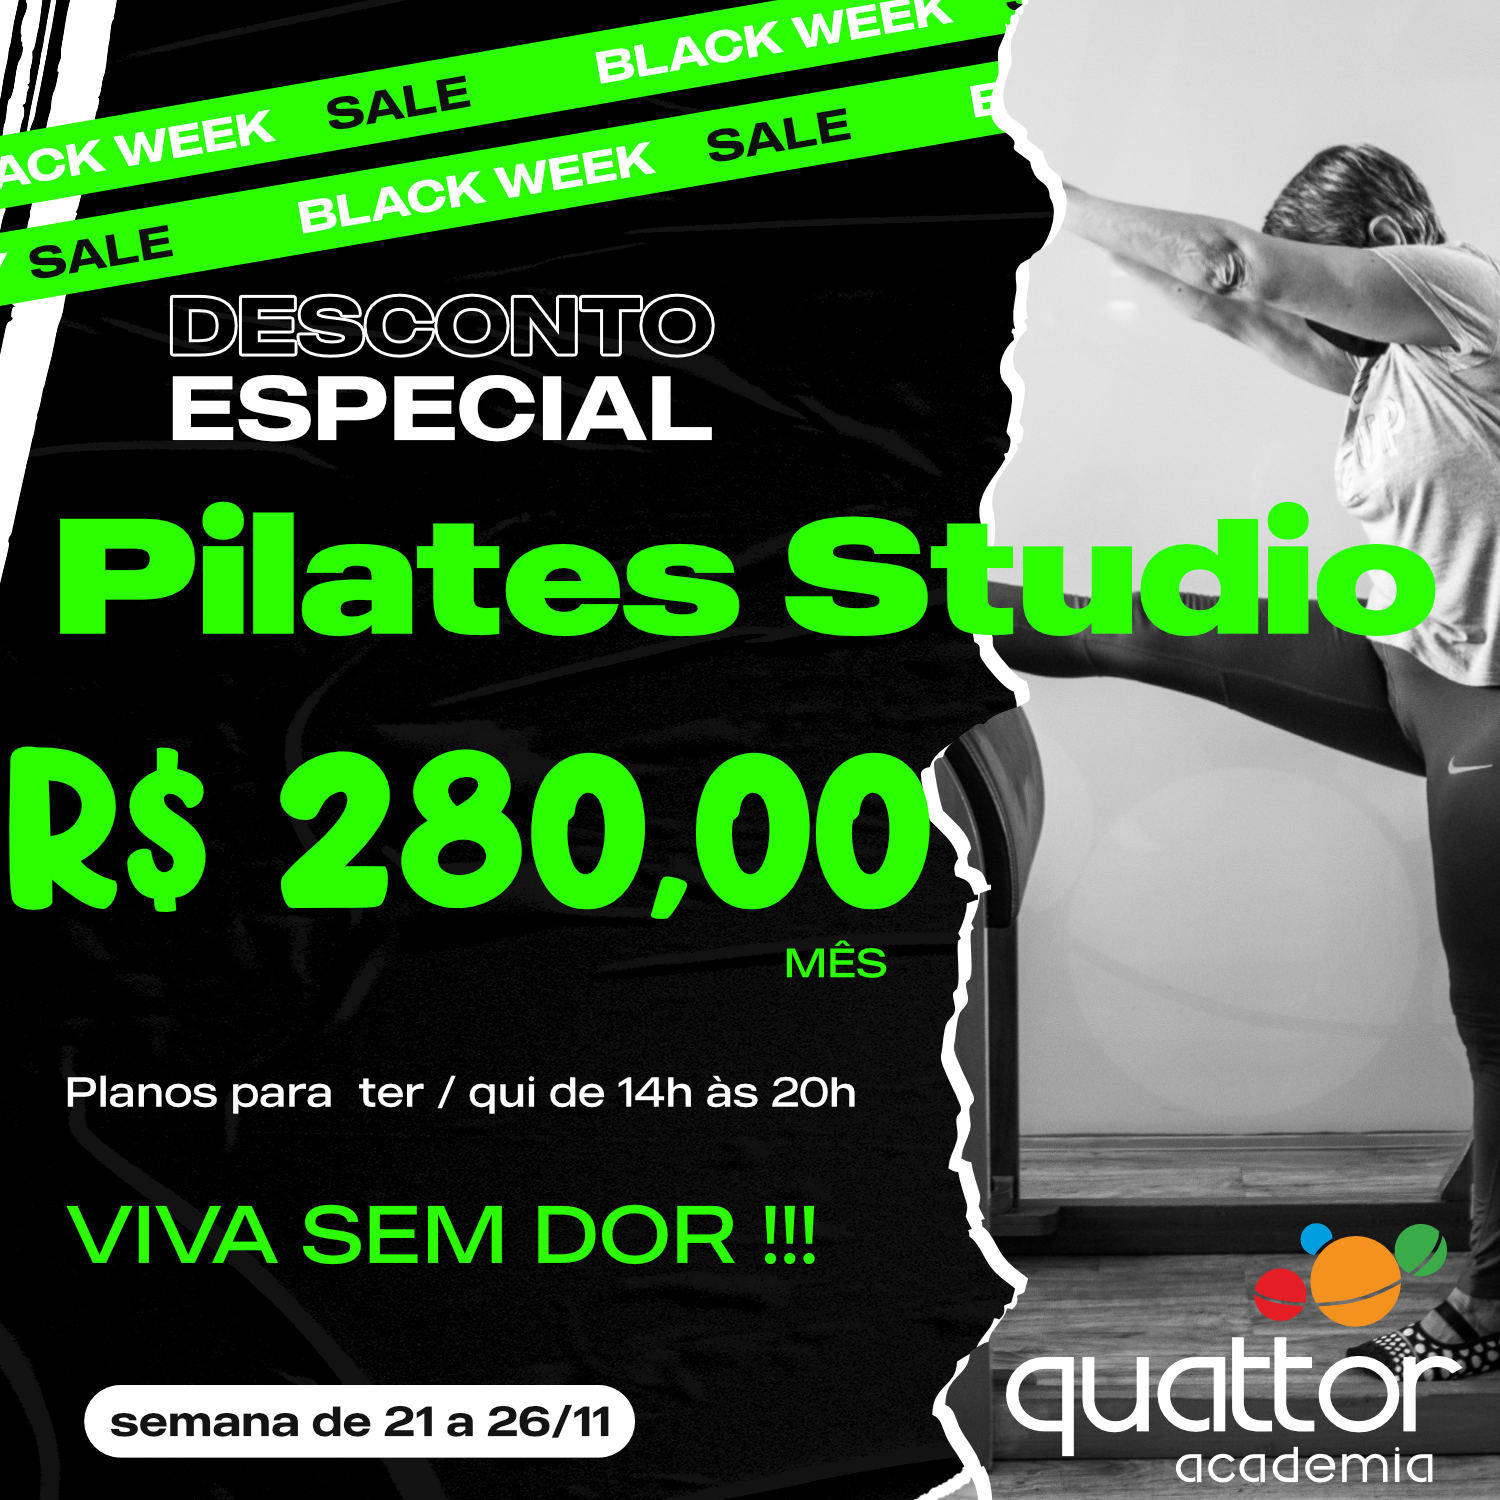 BLACK WEEK
ACK WEEK SALE
BLACK WEEK SALE
SALE
DESCONTO
ESPECIAL
Pilates Studio
R$ 280,00
MÊS
Planos para ter / qui de 14h às 20h
VIVA SEM DOR !!!
semana de 21 a 26/11
quattor
academia